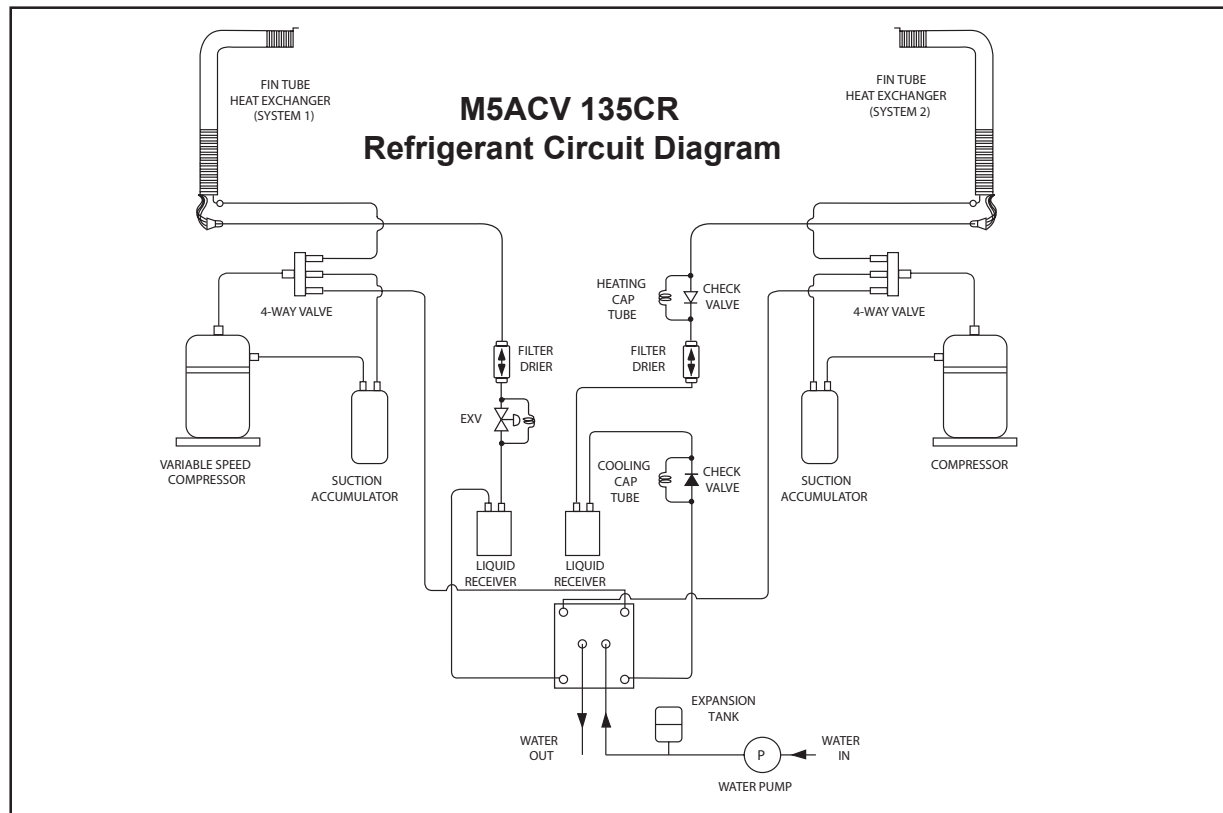 FIN TUBE
HEAT EXCHANGER
(SYSTEM 1)
M5ACV 135CR
Refrigerant Circuit Diagram
FIN TUBE
HEAT EXCHANGER
(SYSTEM 2)
4-WAY VALVE
HEATING
CAP
TUBE
CHECK
VALVE
4-WAY VALVE
FILTER
DRIER
FILTER
DRIER
EXV
VARIABLE SPEED
COMPRESSOR
SUCTION
ACCUMULATOR
COOLING
CAP
TUBE
CHECK
VALVE
SUCTION
ACCUMULATOR
COMPRESSOR
LIQUID
RECEIVER
LIQUID
RECEIVER
EXPANSION
TANK
WATER
OUT
P
WATER
IN
WATER PUMP